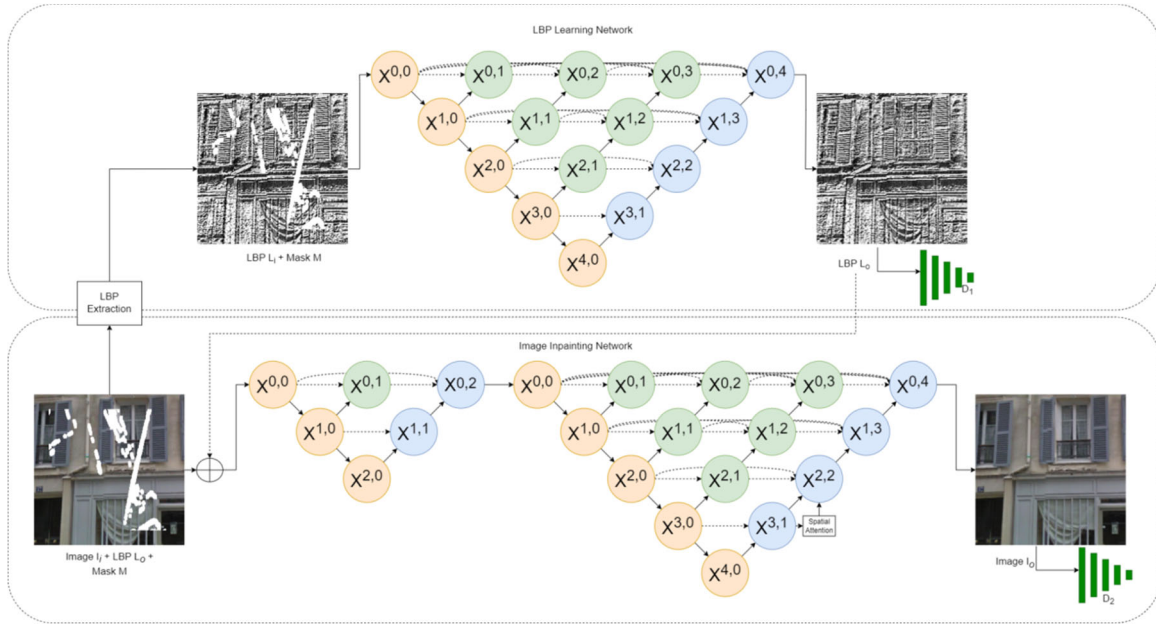 LBP Learning Network
X0,0
X0,1
X0,2
X0,3
X0,4
X1,0
X1,1
X1,2
X1,3
X2,0
X2,1
X2,2
X3,0
X3,1
X4,0
LBP Li + Mask M
LBP Lo
D1
LBP
Extraction
Image Inpainting Network
X0,0
X0,1
X0,2
X1,0
X1,1
X2,0
X0,0
X0,1
X0,2
X0,3
X0,4
X1,0
X1,1
X1,2
X1,3
X2,0
X2,1
X2,2
X3,0
X3,1
Spatial
Attention
X4,0
Image Ii + LBP Lo +
Mask M
Image Io
D2